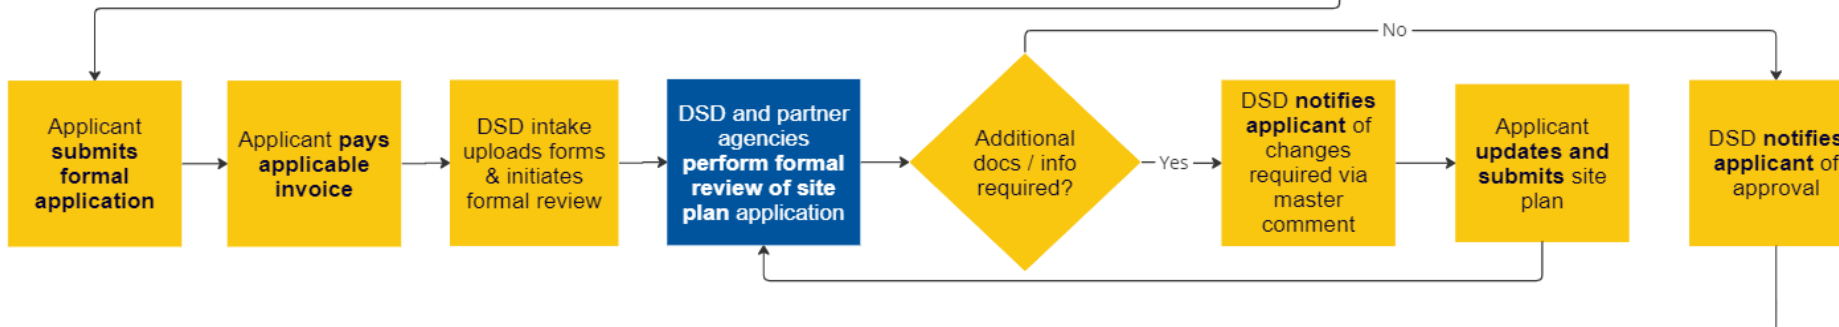 No
Applicant
submits
formal
application
Applicant pays
applicable
invoice
DSD intake
uploads forms
& initiates
formal review
DSD and partner
agencies
perform formal
review of site
plan application
Additional
docs / info
required?
Yes
DSD notifies
applicant of
changes
required via
master
comment
Applicant
updates and
submits site
plan
DSD notifies
applicant of
approval